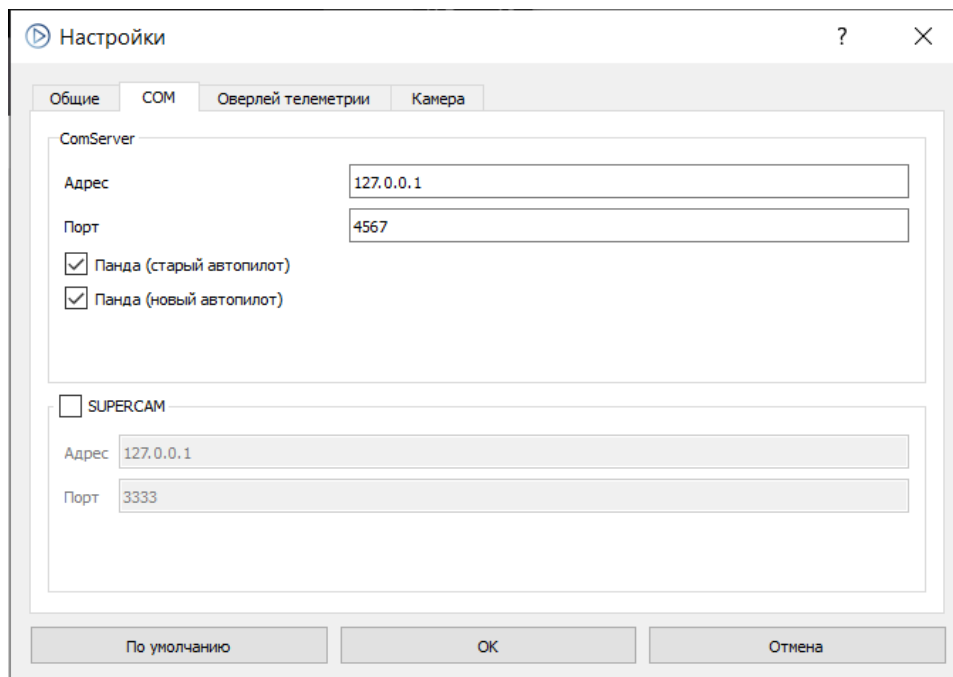 Настройки
?
Общие COM Оверлей телеметрии Камера
ComServer
Адрес 127.0.0.1
Порт 4567
Панда (старый автопилот)
Панда (новый автопилот)
SUPERCAM
Адрес 127.0.0.1
Порт 3333
По умолчанию OK Отмена